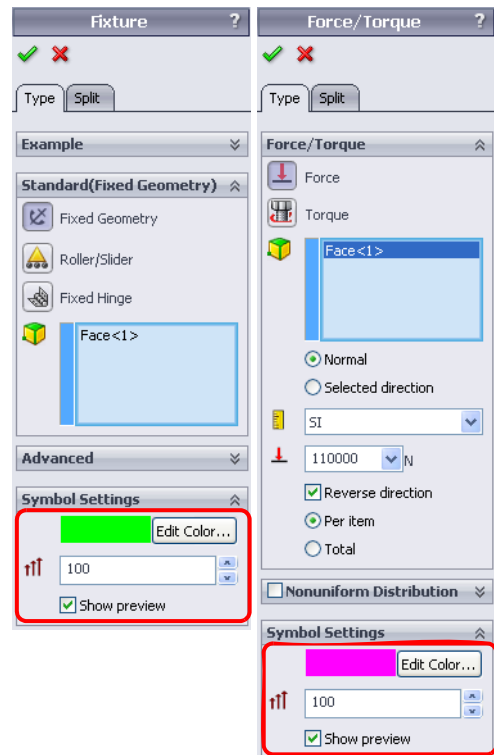 Fixture ?
Type Split
Example
Standard(Fixed Geometry)
Fixed Geometry
Roller/Slider
Fixed Hinge
Face<1>
Advanced
Symbol Settings
Edit Color...
100
Show preview
Force/Torque ?
Type Split
Force/Torque
Force
Torque
Face<1>
Normal
Selected direction
SI
110000 N
Reverse direction
Per item
Total
Nonuniform Distribution
Symbol Settings
Edit Color...
100
Show preview